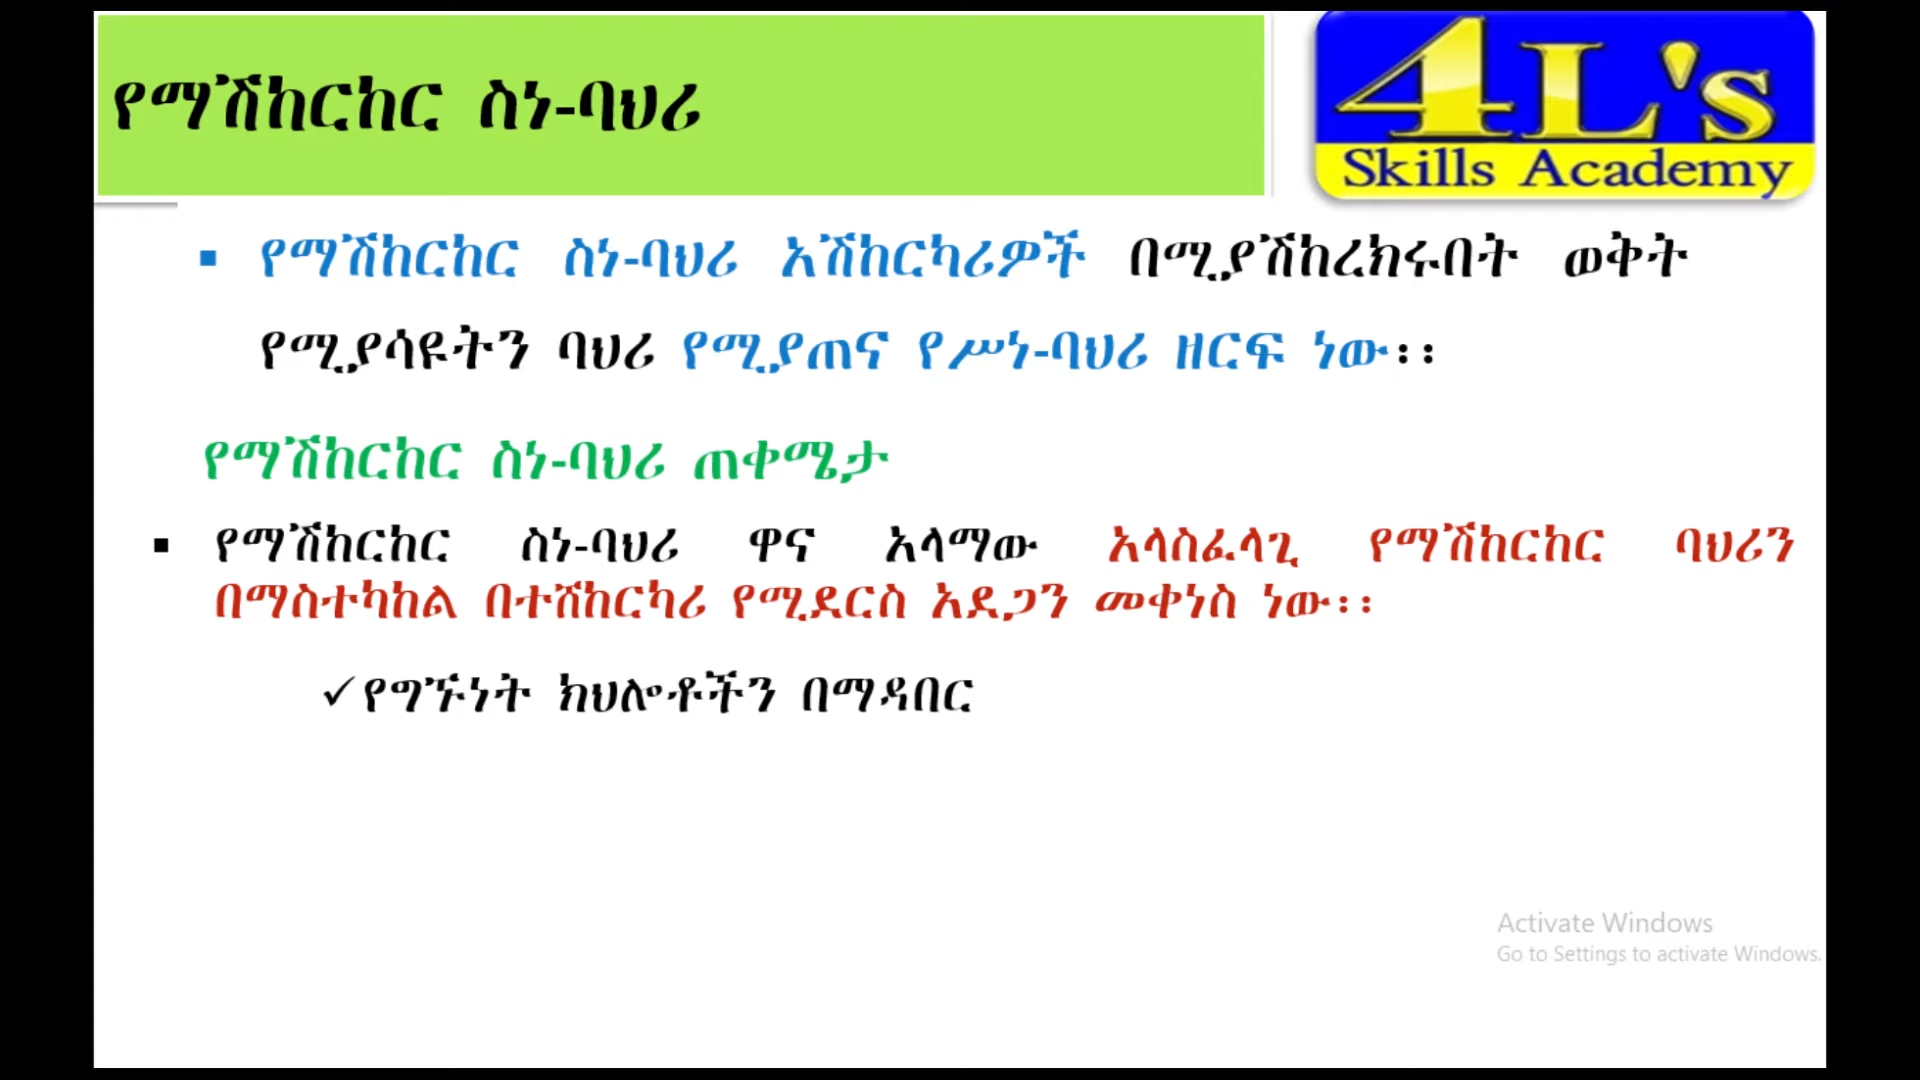 የማሽከርከር ስነ-ባህሪ
4L's
Skills Academy
የማሽከርከር ስነ-ባህሪ አሽከርካሪዎች በሚያሽከረክሩበት ወቅት
የሚያሳዩትን ባህሪ የሚያጠና የሥነ-ባህሪ ዘርፍ ነው፡፡
የማሽከርከር ስነ-ባህሪ ጠቀሜታ
የማሽከርከር ስነ-ባህሪ ዋና አላማው አላስፈላጊ የማሽከርከር ባህሪን
በማስተካከል በተሸከርካሪ የሚደርስ አደጋን መቀነስ ነው፡፡
✓የግኙነት ክህሎቶችን በማዳበር
Activate Windows
Go to Settings to activate Windows.